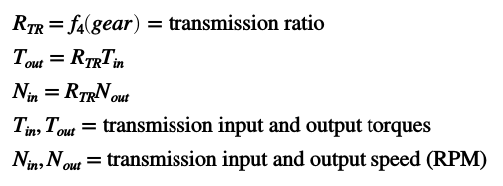 R_TR = f_4(gear) = transmission ratio
T_out = R_TR T_in
N_in = R_TR N_out
T_in, T_out = transmission input and output torques
N_in, N_out = transmission input and output speed (RPM)